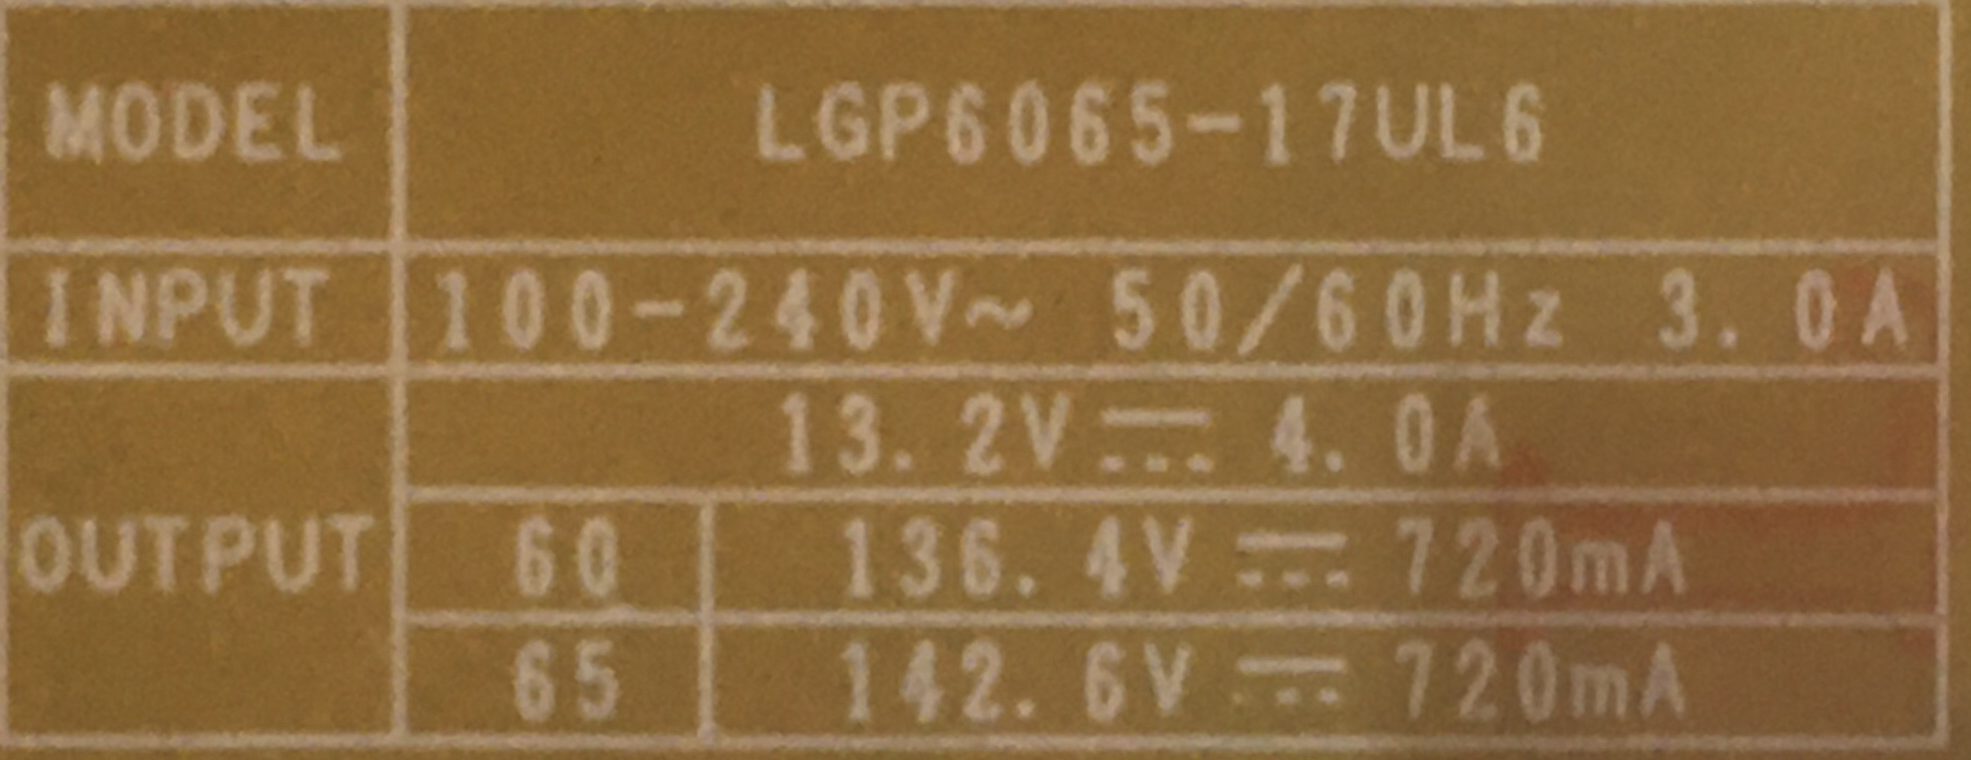 MODEL LGP6065-17UL6
INPUT 100-240V~ 50/60Hz 3.0A
13.2V⎓4.0A
OUTPUT 60 136.4V⎓720mA
65 142.6V⎓720mA